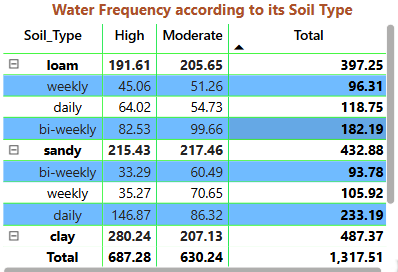 Water Frequency according to its Soil Type
Soil_Type High Moderate Total
loam 191.61 205.65 397.25
weekly 45.06 51.26 96.31
daily 64.02 54.73 118.75
bi-weekly 82.53 99.66 182.19
sandy 215.43 217.46 432.88
bi-weekly 33.29 60.49 93.78
weekly 35.27 70.65 105.92
daily 146.87 86.32 233.19
clay 280.24 207.13 487.37
Total 687.28 630.24 1,317.51